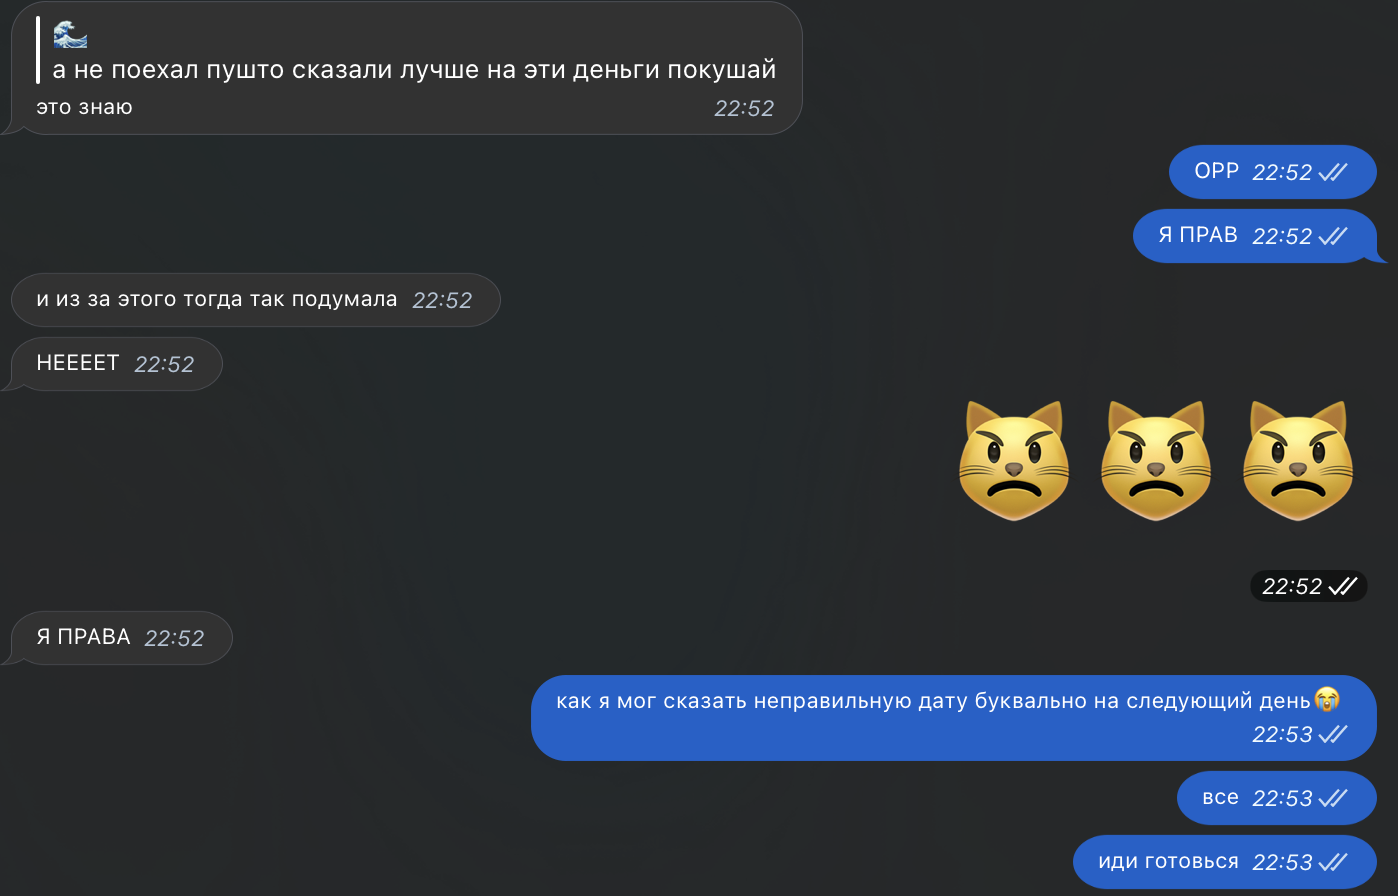 🌊
а не поехал пушто сказали лучше на эти деньги покушай
это знаю 22:52
ОРР 22:52
Я ПРАВ 22:52
и из за этого тогда так подумала 22:52
НЕЕЕЕТ 22:52
😾😾😾
22:52
Я ПРАВА 22:52
как я мог сказать неправильную дату буквально на следующий день😭
22:53
все 22:53
иди готовься 22:53